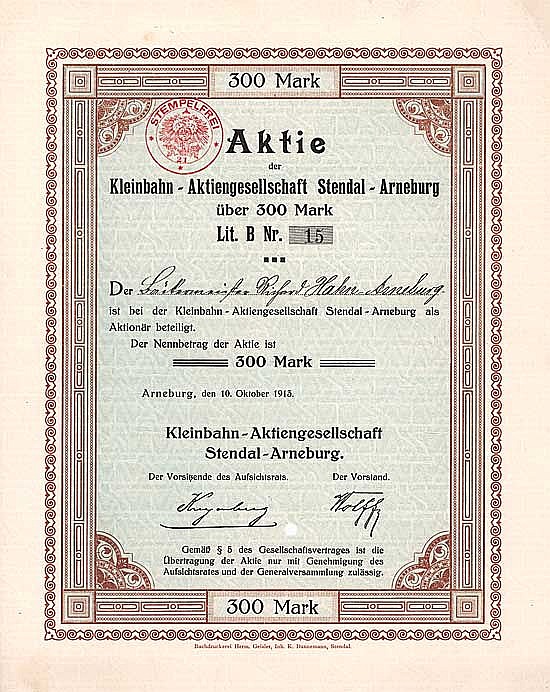 300 Mark
STEMPELFREI
21
Aktie
der
Kleinbahn - Aktiengesellschaft Stendal - Arneburg
über 300 Mark
Lit. B Nr. 15
Der Bäckermeister Richard Hahn-Arneburg
ist bei der Kleinbahn - Aktiengesellschaft Stendal - Arneburg als
Aktionär beteiligt.
Der Nennbetrag der Aktie ist
300 Mark
Arneburg, den 10. Oktober 1913.
Kleinbahn-Aktiengesellschaft
Stendal-Arneburg.
Der Vorsitzende des Aufsichtsrats. Der Vorstand.
Wolff
Gemäß § 5 des Gesellschaftsvertrages ist die
Übertragung der Aktie nur mit Genehmigung des
Aufsichtsrates und der Generalversammlung zulässig.
300 Mark
Buchdruckerei Herm. Geisler, Inh. K. Dannemann, Stendal.